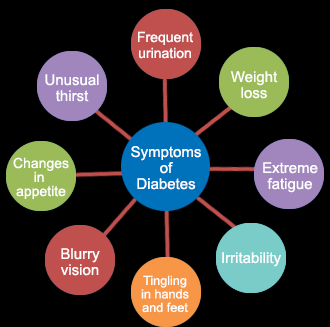 Symptoms
of
Diabetes
Frequent
urination
Weight
loss
Extreme
fatigue
Irritability
Tingling
in hands
and feet
Blurry
vision
Changes
in
appetite
Unusual
thirst